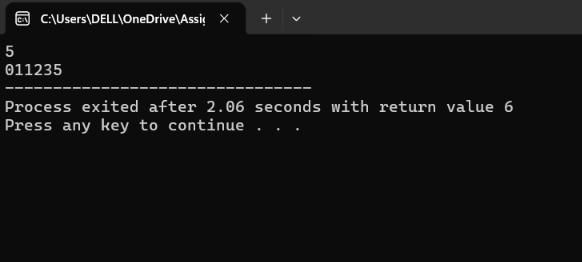 C:\Users\DELL\OneDrive\Assig
5
011235
--------------------------------
Process exited after 2.06 seconds with return value 6
Press any key to continue . . .